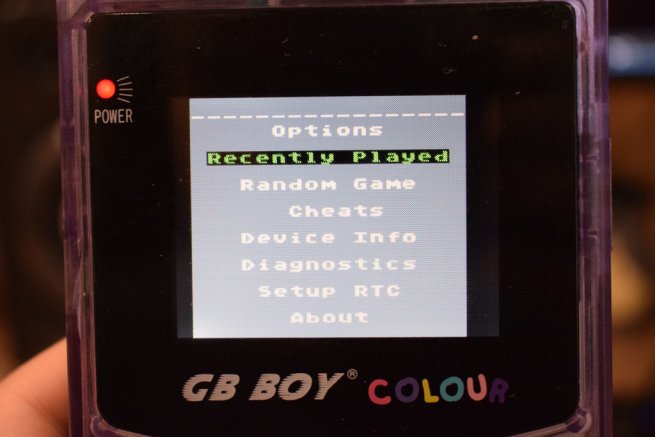 POWER
Options
Recently Played
Random Game
Cheats
Device Info
Diagnostics
Setup RTC
About
GB BOY® COLOUR